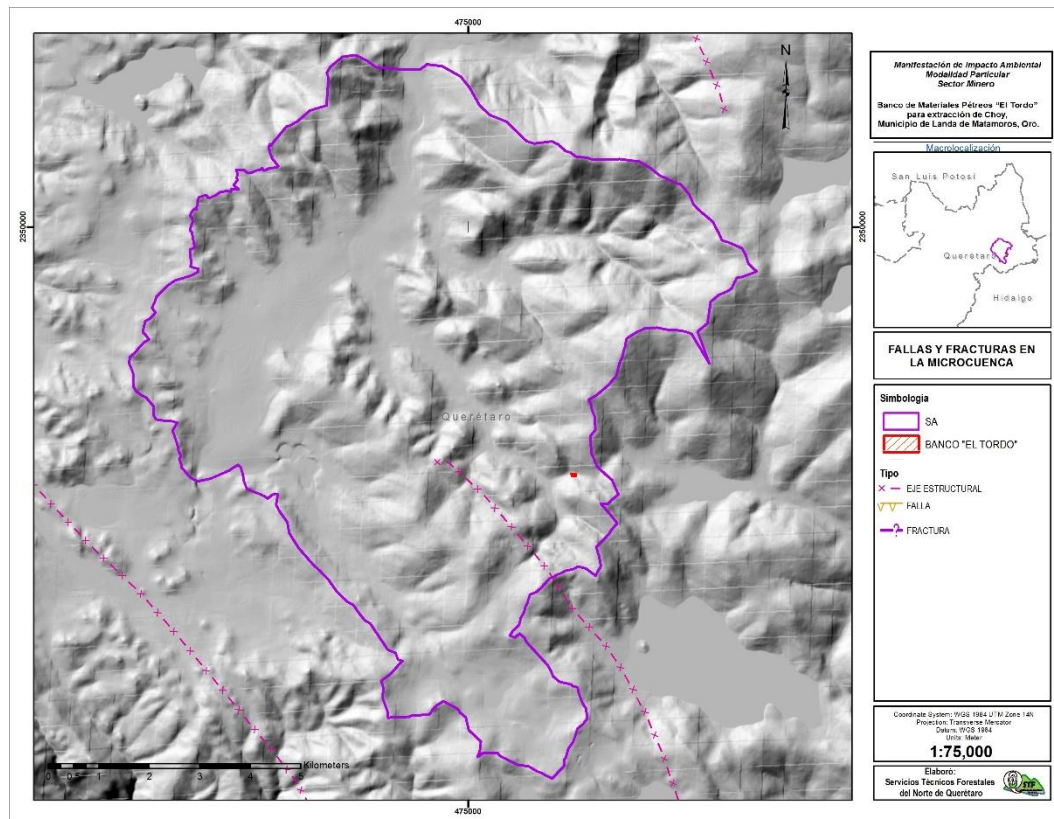 475000
2350000
2350000
475000
N
Querétaro
Kilometers
0 0.5 1 2 3 4 5
Manifestación de Impacto Ambiental
Modalidad Particular
Sector Minero
Banco de Materiales Pétreos "El Tordo"
para extracción de Choy,
Municipio de Landa de Matamoros, Qro.
Macrolocalización
San Luis Potosí
Querétaro
Hidalgo
FALLAS Y FRACTURAS EN
LA MICROCUENCA
Simbología
SA
BANCO "EL TORDO"
Tipo
EJE ESTRUCTURAL
FALLA
FRACTURA
Coordinate System: WGS 1984 UTM Zone 14N
Projection: Transverse Mercator
Datum: WGS 1984
Units: Meter
1:75,000
Elaboró:
Servicios Técnicos Forestales
del Norte de Querétaro
STF